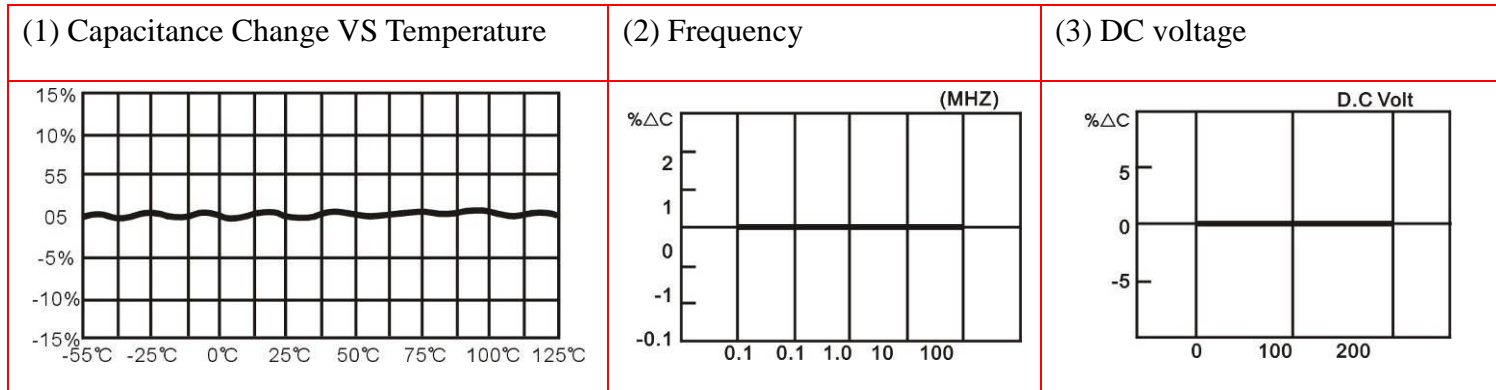 (1) Capacitance Change VS Temperature
(2) Frequency
(3) DC voltage
15%
10%
55
05
-5%
-10%
-15%
-55℃ -25℃ 0℃ 25℃ 50℃ 75℃ 100℃ 125℃
(MHZ)
%△C
2
1
0
-1
-0.1
0.1 0.1 1.0 10 100
D.C Volt
%△C
5
0
-5
0 100 200